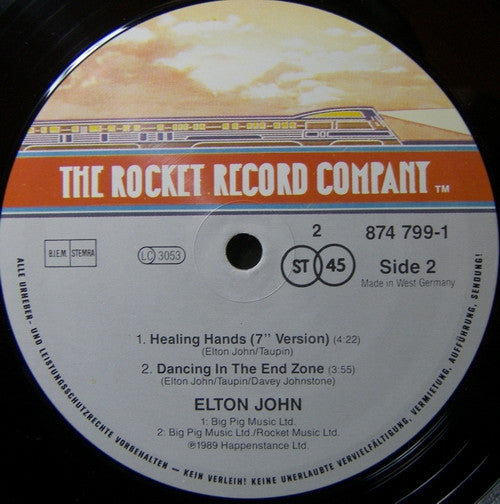 THE ROCKET RECORD COMPANY TM
2 874 799-1
B.I.E.M. STEMRA
LC 3053
ST 45
Side 2
Made in West Germany
1. Healing Hands (7" Version) (4:22)
(Elton John/Taupin)
2. Dancing In The End Zone (3:55)
(Elton John/Taupin/Davey Johnstone)
ELTON JOHN
1: Big Pig Music Ltd.
2: Big Pig Music Ltd./Rocket Music Ltd.
℗1989 Happenstance Ltd.
ALLE URHEBER- UND LEISTUNGSSCHUTZRECHTE VORBEHALTEN – KEIN VERLEIH! KEINE UNERLAUBTE VERVIELFÄLTIGUNG, VERMIETUNG, AUFFÜHRUNG, SENDUNG!